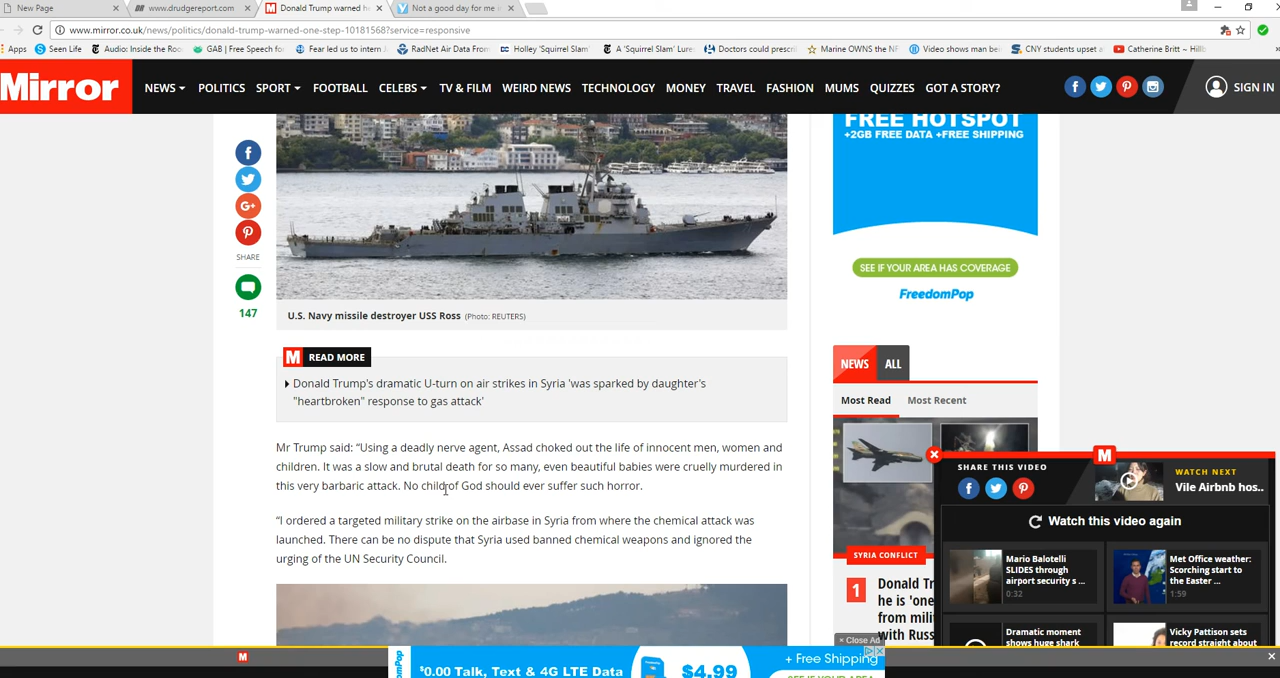 New Page
www.drudgereport.com
Donald Trump warned h
Not a good day for me i
www.mirror.co.uk/news/politics/donald-trump-warned-one-step-10181568?service=responsive
Apps
Seen Life
Audio: Inside the Roo
GAB | Free Speech fo
Fear led us to intern J
RadNet Air Data From
Holley 'Squirrel Slam'
A 'Squirrel Slam' Lure
Doctors could prescri
Marine OWNS the NF
Video shows man bei
CNY students upset a
Catherine Britt ~ Hillb
Mirror
NEWS
POLITICS
SPORT
FOOTBALL
CELEBS
TV & FILM
WEIRD NEWS
TECHNOLOGY
MONEY
TRAVEL
FASHION
MUMS
QUIZZES
GOT A STORY?
SIGN IN
SHARE
147
U.S. Navy missile destroyer USS Ross (Photo: REUTERS)
M READ MORE
Donald Trump's dramatic U-turn on air strikes in Syria 'was sparked by daughter's
"heartbroken" response to gas attack'
Mr Trump said: “Using a deadly nerve agent, Assad choked out the life of innocent men, women and
children. It was a slow and brutal death for so many, even beautiful babies were cruelly murdered in
this very barbaric attack. No child of God should ever suffer such horror.
“I ordered a targeted military strike on the airbase in Syria from where the chemical attack was
launched. There can be no dispute that Syria used banned chemical weapons and ignored the
urging of the UN Security Council.
FREE HOTSPOT
+2GB FREE DATA +FREE SHIPPING
SEE IF YOUR AREA HAS COVERAGE
FreedomPop
NEWS
ALL
Most Read
Most Recent
SYRIA CONFLICT
1
Donald Tr
he is 'one
from mili
with Russ
M
SHARE THIS VIDEO
WATCH NEXT
Vile Airbnb hos..
Watch this video again
Mario Balotelli
SLIDES through
airport security s ...
0:32
Met Office weather:
Scorching start to
the Easter ...
1:59
Dramatic moment
shows huge shark
Vicky Pattison sets
record straight about
× Close Ad
M
FreedomPop
$0.00 Talk, Text & 4G LTE Data
$4.99
+ Free Shipping